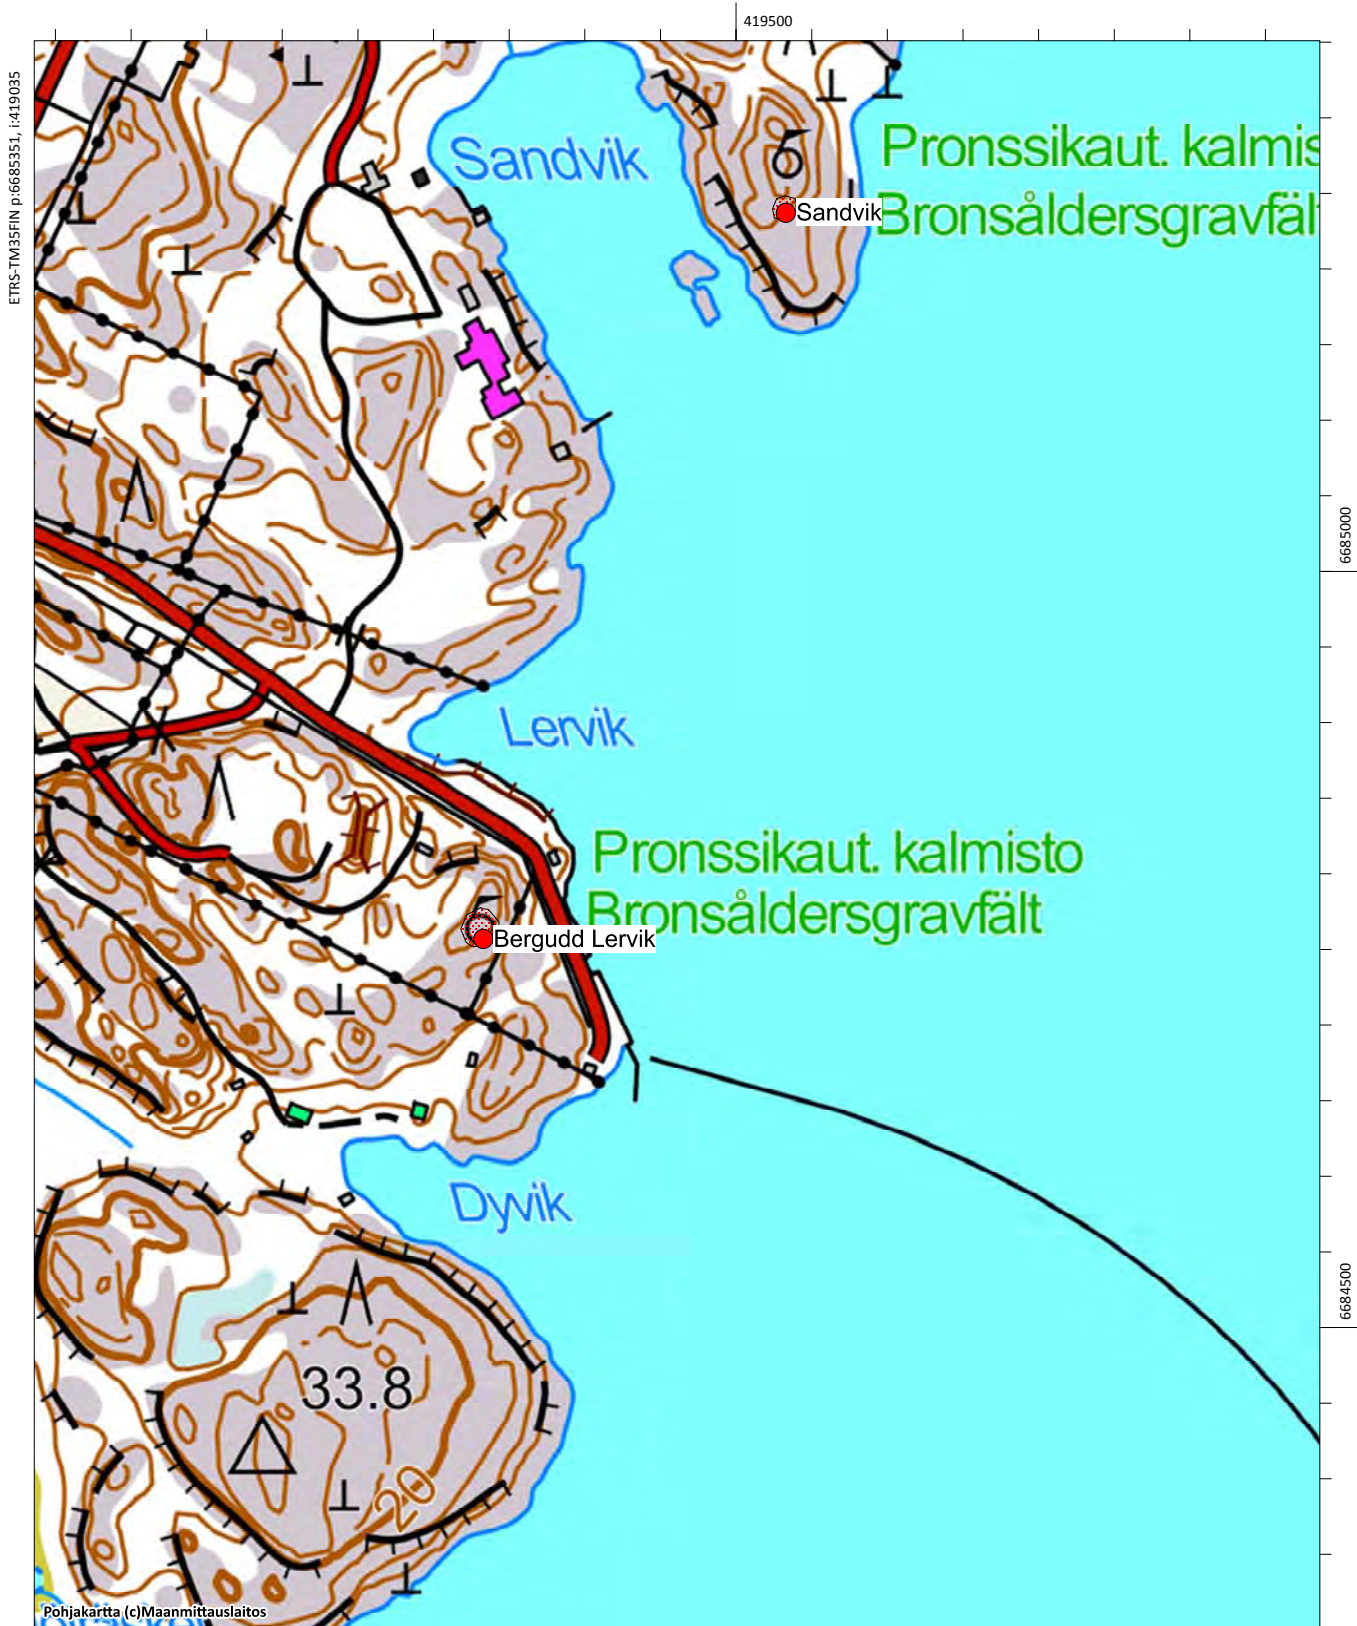 419500
ETRS-TM35FIN p:6685351, i:419035
Sandvik
Pronssikaut. kalmis
Sandvik
Bronsåldersgravfält
6685000
Lervik
Pronssikaut. kalmisto
Bronsåldersgravfält
Bergudd Lervik
Dyvik
6684500
33.8
20
Pohjakartta (c)Maanmittauslaitos